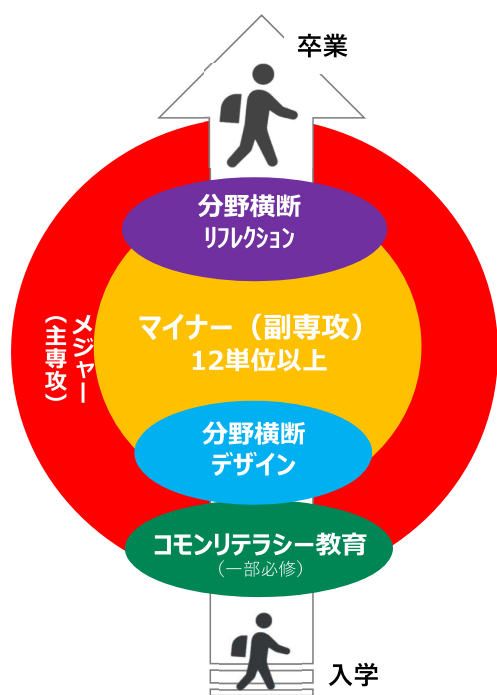 卒業
分野横断
リフレクション
メジャー
（主専攻）
マイナー（副専攻）
12単位以上
分野横断
デザイン
コモンリテラシー教育
（一部必修）
入学